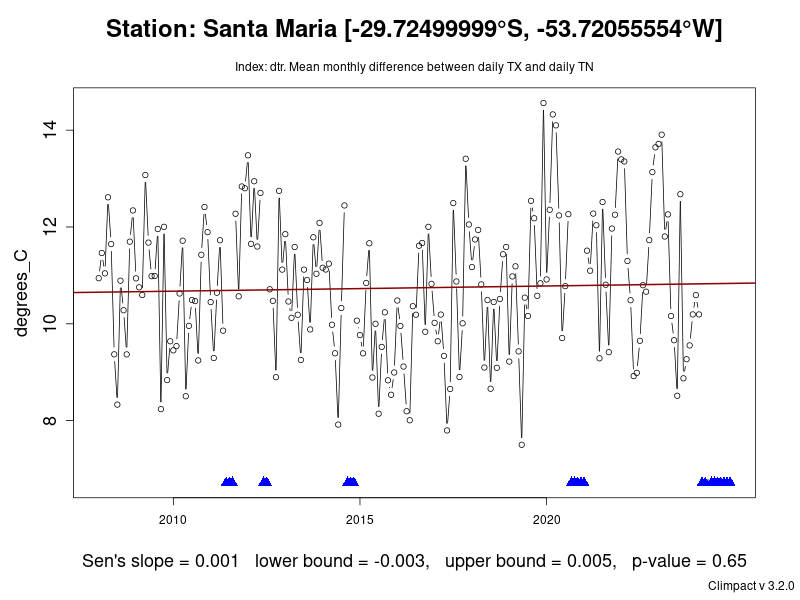 Station: Santa Maria [-29.72499999°S, -53.72055554°W]
Index: dtr. Mean monthly difference between daily TX and daily TN
degrees_C
14
12
10
8
2010
2015
2020
Sen's slope = 0.001 lower bound = -0.003, upper bound = 0.005, p-value = 0.65
Climpact v 3.2.0